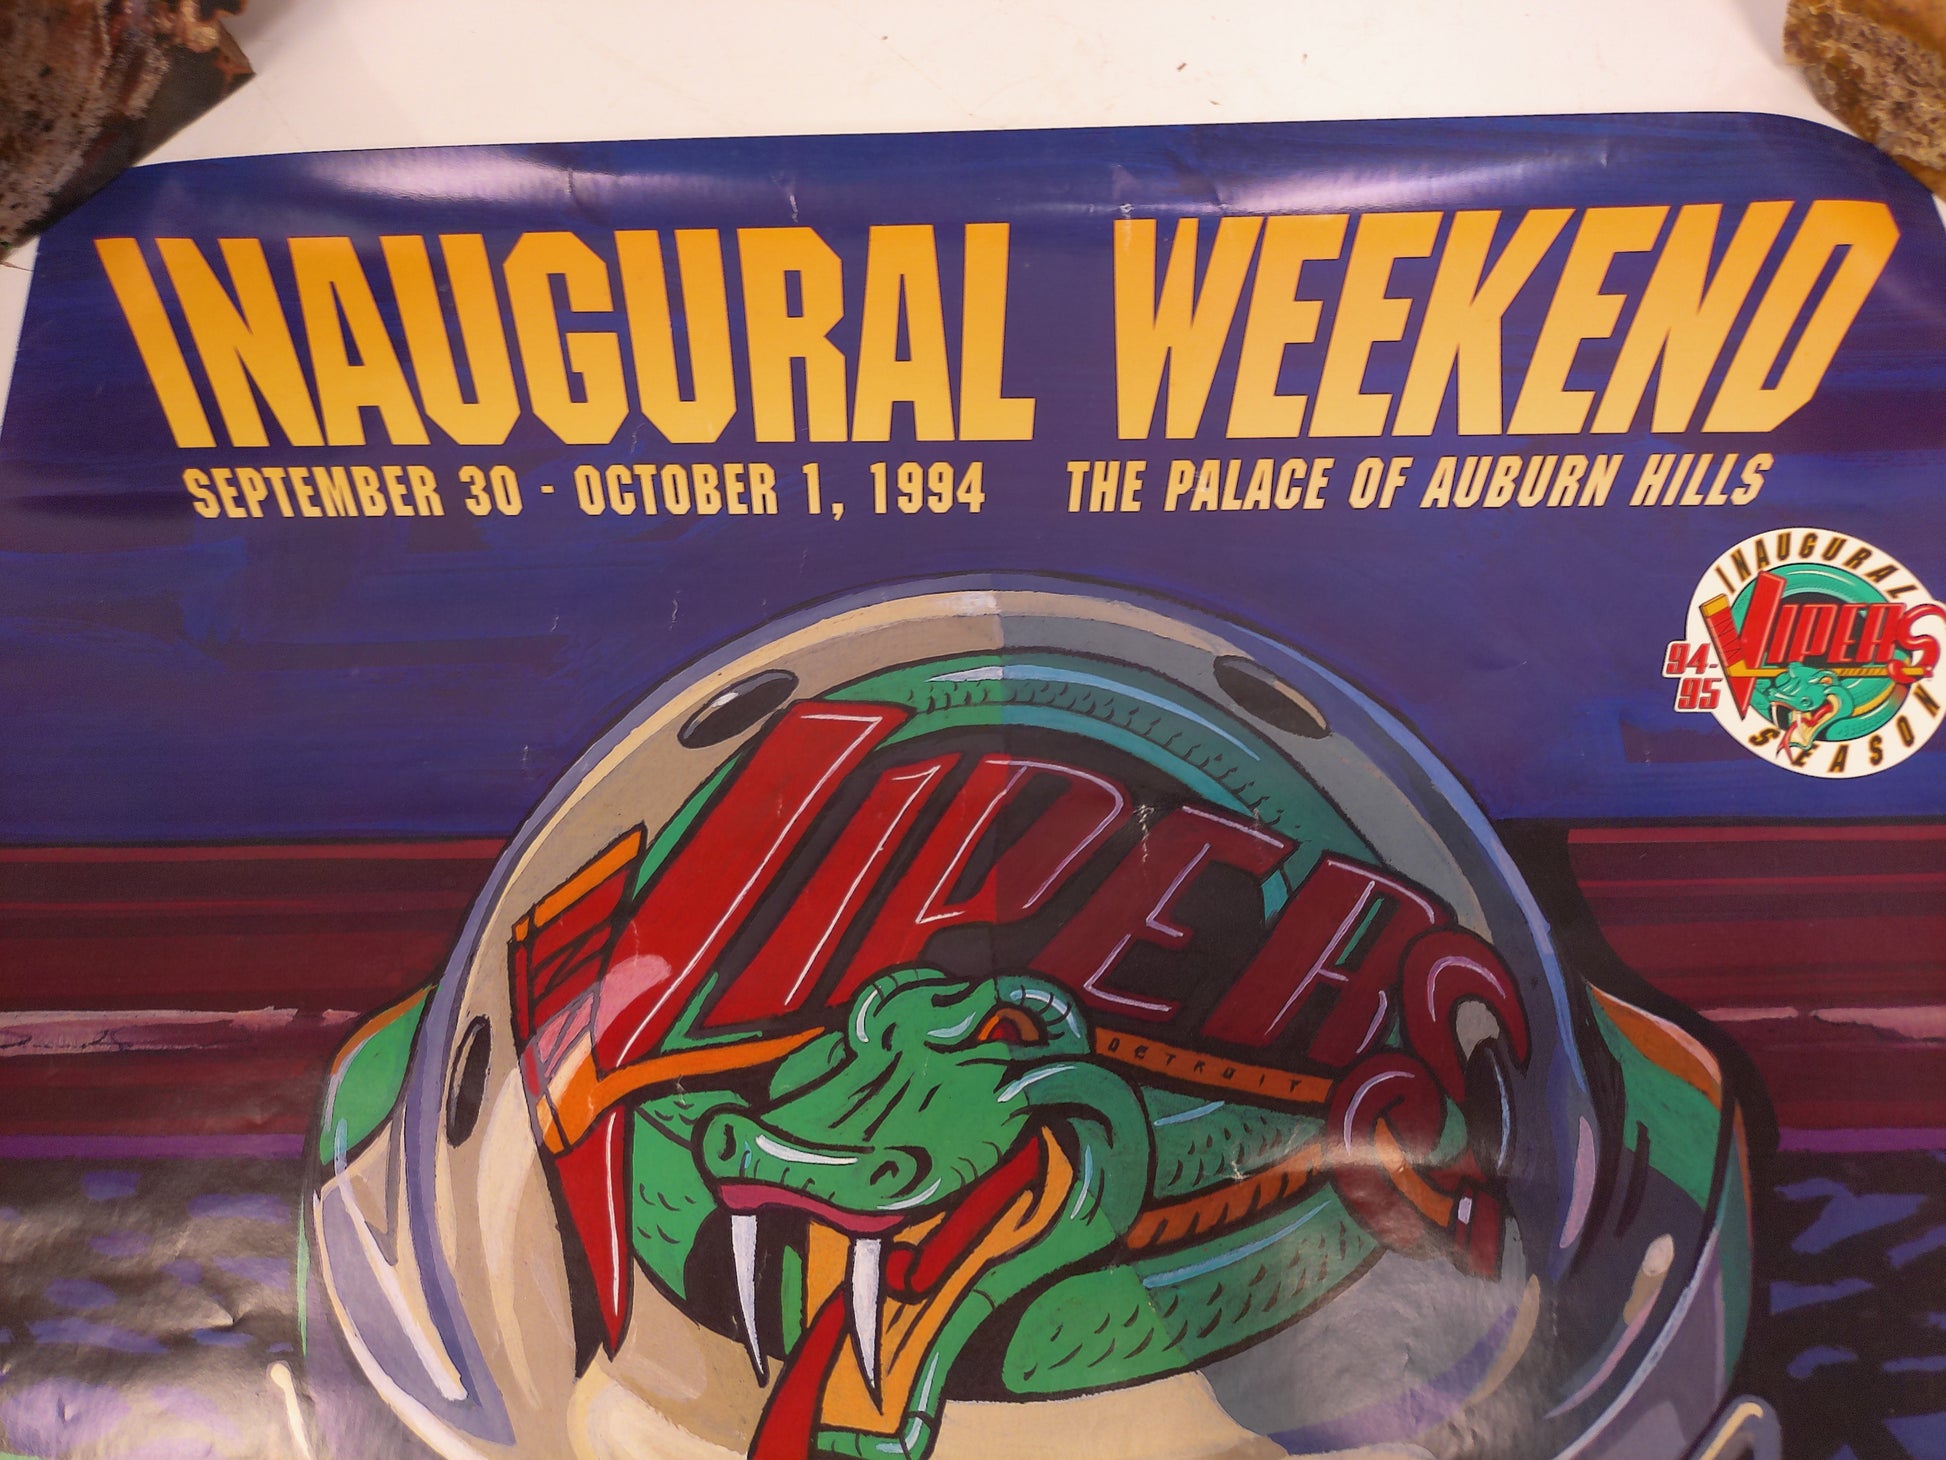 INAUGURAL WEEKEND
SEPTEMBER 30 - OCTOBER 1, 1994 THE PALACE OF AUBURN HILLS
INAUGURAL
VIPERS
94-
95
SEASON
VIPERS
DETROIT